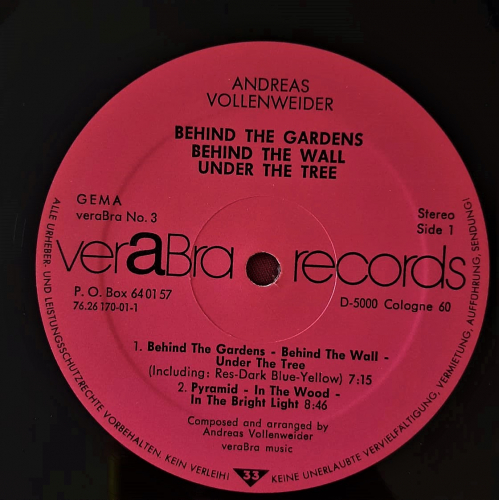 ANDREAS
VOLLENWEIDER
BEHIND THE GARDENS
BEHIND THE WALL
UNDER THE TREE
GEMA
veraBra No. 3
Stereo
Side 1
veraBra records
P. O. Box 64 01 57
76.26 170-01-1
D-5000 Cologne 60
1. Behind The Gardens - Behind The Wall -
Under The Tree
(Including: Res-Dark Blue-Yellow) 7:15
2. Pyramid - In The Wood -
In The Bright Light 8:46
Composed and arranged by
Andreas Vollenweider
veraBra music
ALLE URHEBER- UND LEISTUNGSSCHUTZRECHTE VORBEHALTEN. KEIN VERLEIH! 33 KEINE UNERLAUBTE VERVIELFÄLTIGUNG, VERMIETUNG, AUFFÜHRUNG, SENDUNG!